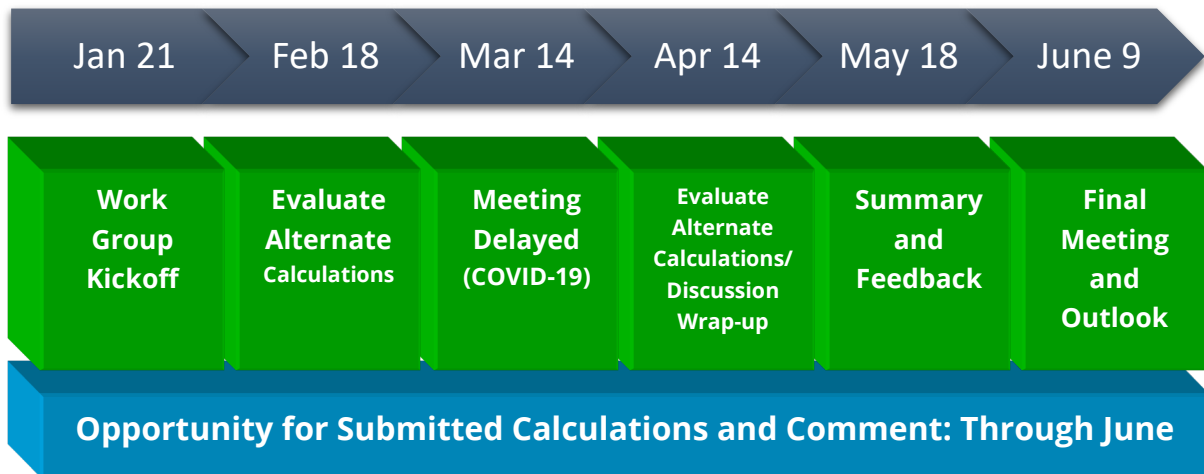 Jan 21
Feb 18
Mar 14
Apr 14
May 18
June 9
Work
Group
Kickoff
Evaluate
Alternate
Calculations
Meeting
Delayed
(COVID-19)
Evaluate
Alternate
Calculations/
Discussion
Wrap-up
Summary
and
Feedback
Final
Meeting
and
Outlook
Opportunity for Submitted Calculations and Comment: Through June